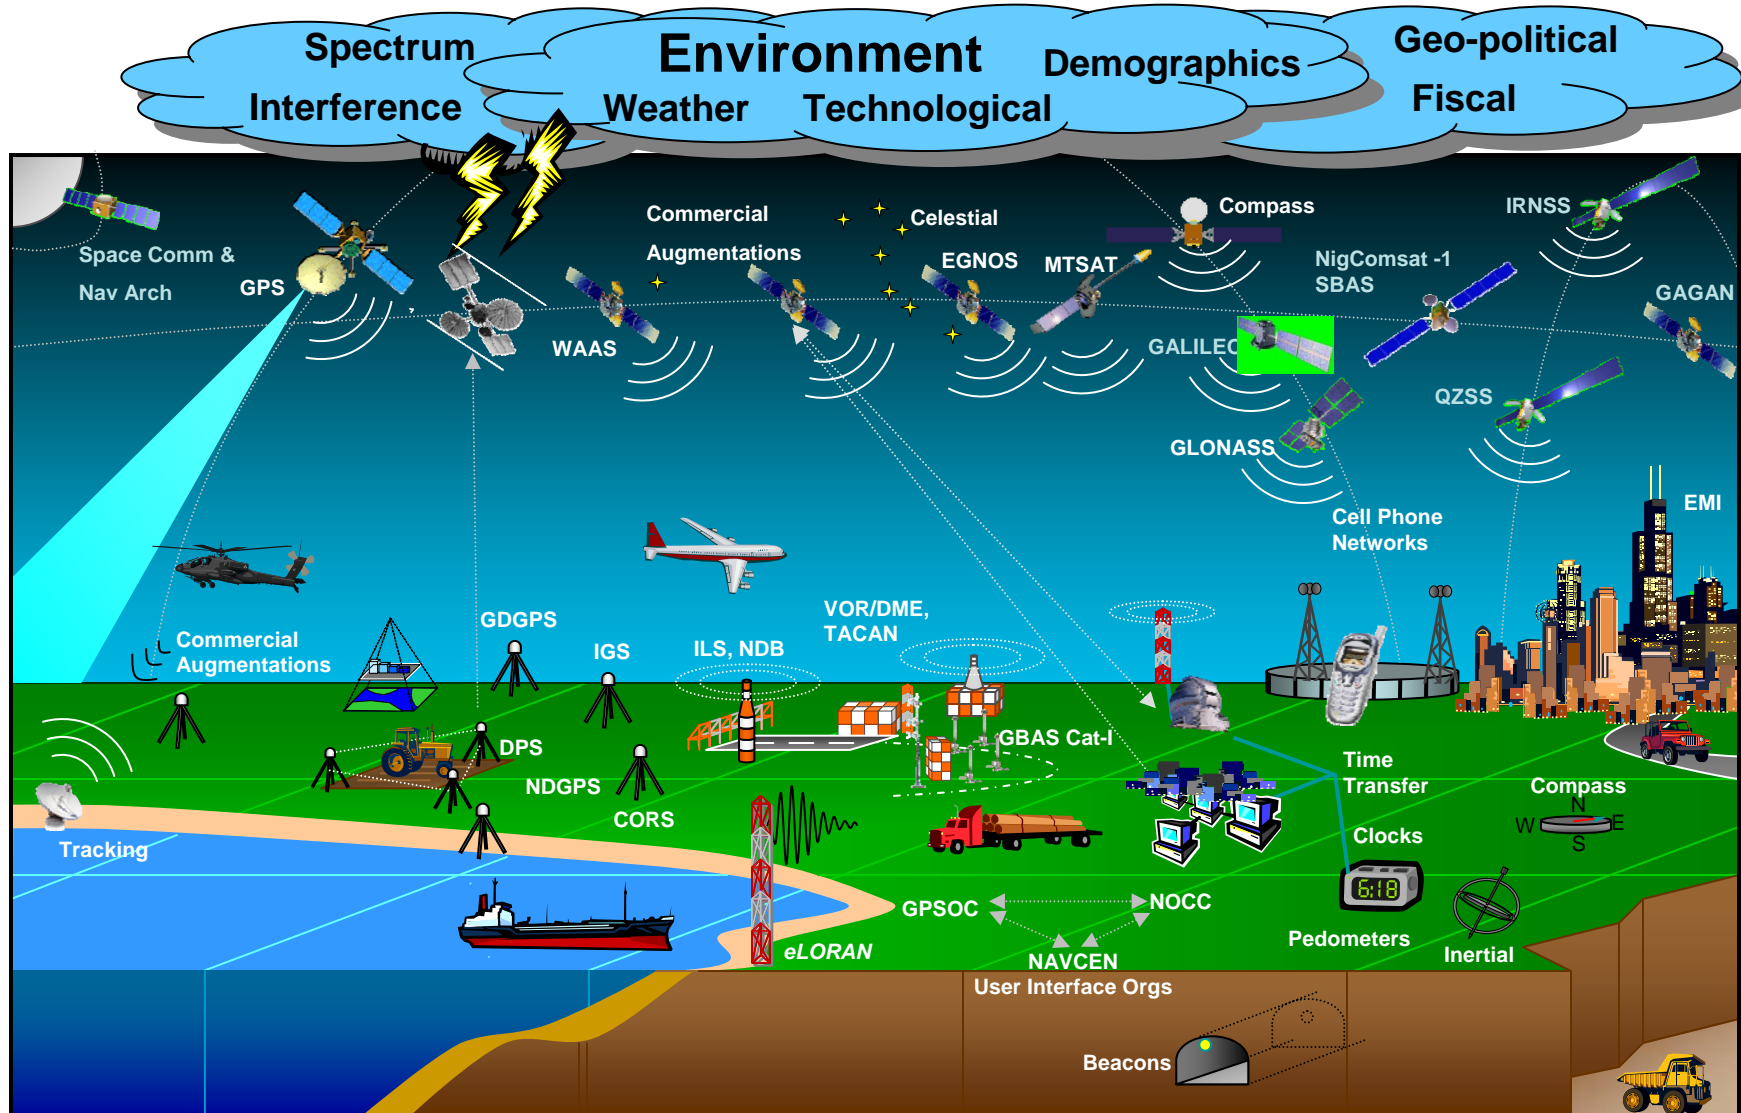 Spectrum
Environment
Geo-political
Demographics
Interference
Weather
Technological
Fiscal
Space Comm &
Nav Arch
GPS
Commercial
Augmentations
WAAS
Celestial
EGNOS
MTSAT
Compass
IRNSS
NigComsat -1
SBAS
GAGAN
GALILEO
QZSS
GLONASS
Cell Phone
Networks
EMI
Commercial
Augmentations
GDGPS
IGS
ILS, NDB
VOR/DME,
TACAN
DPS
NDGPS
CORS
GBAS Cat-I
Time
Transfer
Compass
N
W
E
S
Tracking
Clocks
6:18
eLORAN
GPSOC
NOCC
NAVCEN
User Interface Orgs
Pedometers
Inertial
Beacons